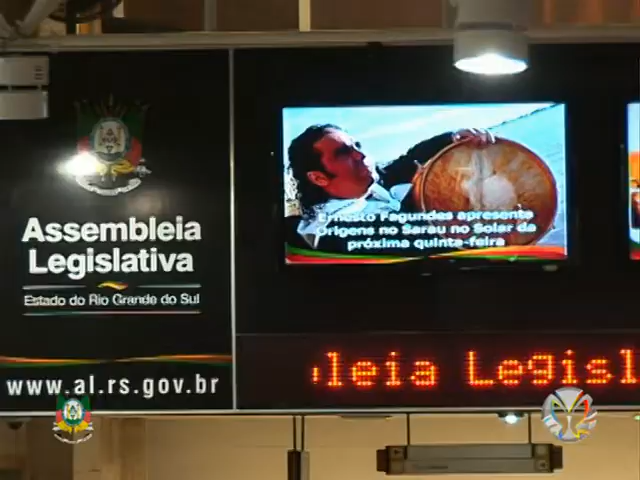 Assembleia
Legislativa
Estado do Rio Grande do Sul
www.al.rs.gov.br
Ernesto Fagundes apresenta
Origens no Sarau no Solar da
próxima quinta-feira
leia Legisl